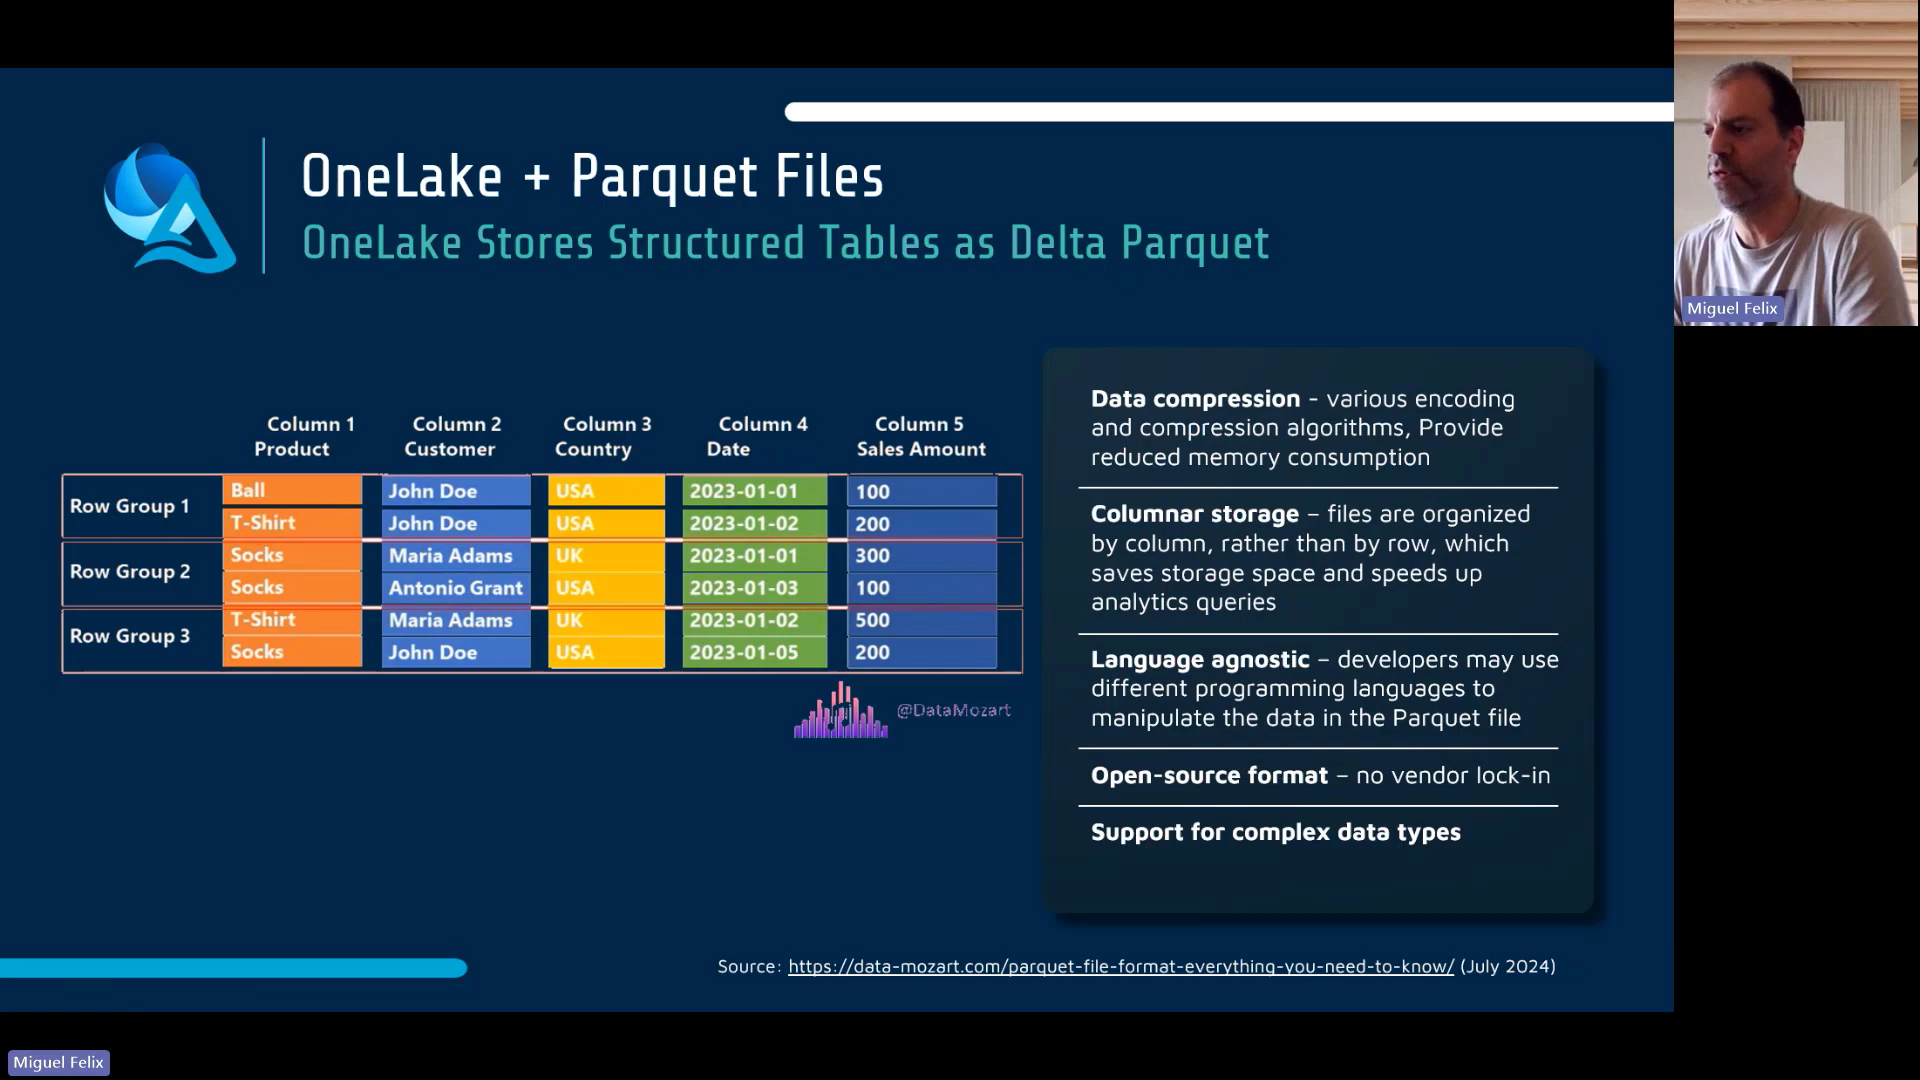 OneLake + Parquet Files
OneLake Stores Structured Tables as Delta Parquet
Column 1 Column 2 Column 3 Column 4 Column 5
Product Customer Country Date Sales Amount
Row Group 1
Ball John Doe USA 2023-01-01 100
T-Shirt John Doe USA 2023-01-02 200
Row Group 2
Socks Maria Adams UK 2023-01-01 300
Socks Antonio Grant USA 2023-01-03 100
Row Group 3
T-Shirt Maria Adams UK 2023-01-02 500
Socks John Doe USA 2023-01-05 200
@DataMozart
Data compression - various encoding
and compression algorithms, Provide
reduced memory consumption
Columnar storage – files are organized
by column, rather than by row, which
saves storage space and speeds up
analytics queries
Language agnostic – developers may use
different programming languages to
manipulate the data in the Parquet file
Open-source format – no vendor lock-in
Support for complex data types
Source: https://data-mozart.com/parquet-file-format-everything-you-need-to-know/ (July 2024)
Miguel Felix
Miguel Felix